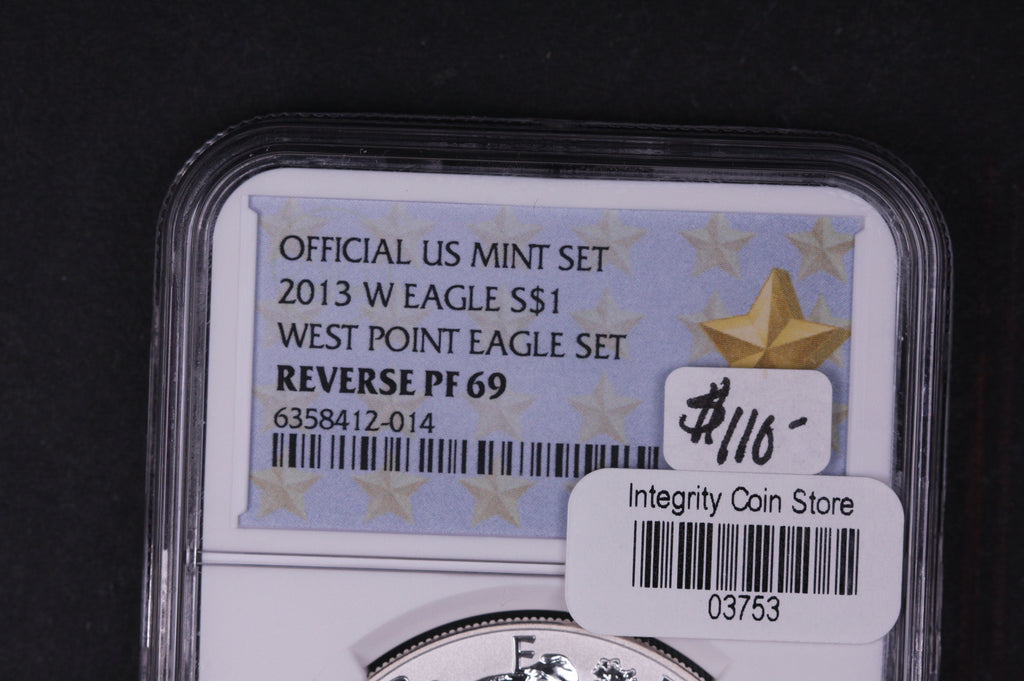 OFFICIAL US MINT SET
2013 W EAGLE S$1
WEST POINT EAGLE SET
REVERSE PF 69
6358412-014
$110-
Integrity Coin Store
03753
E